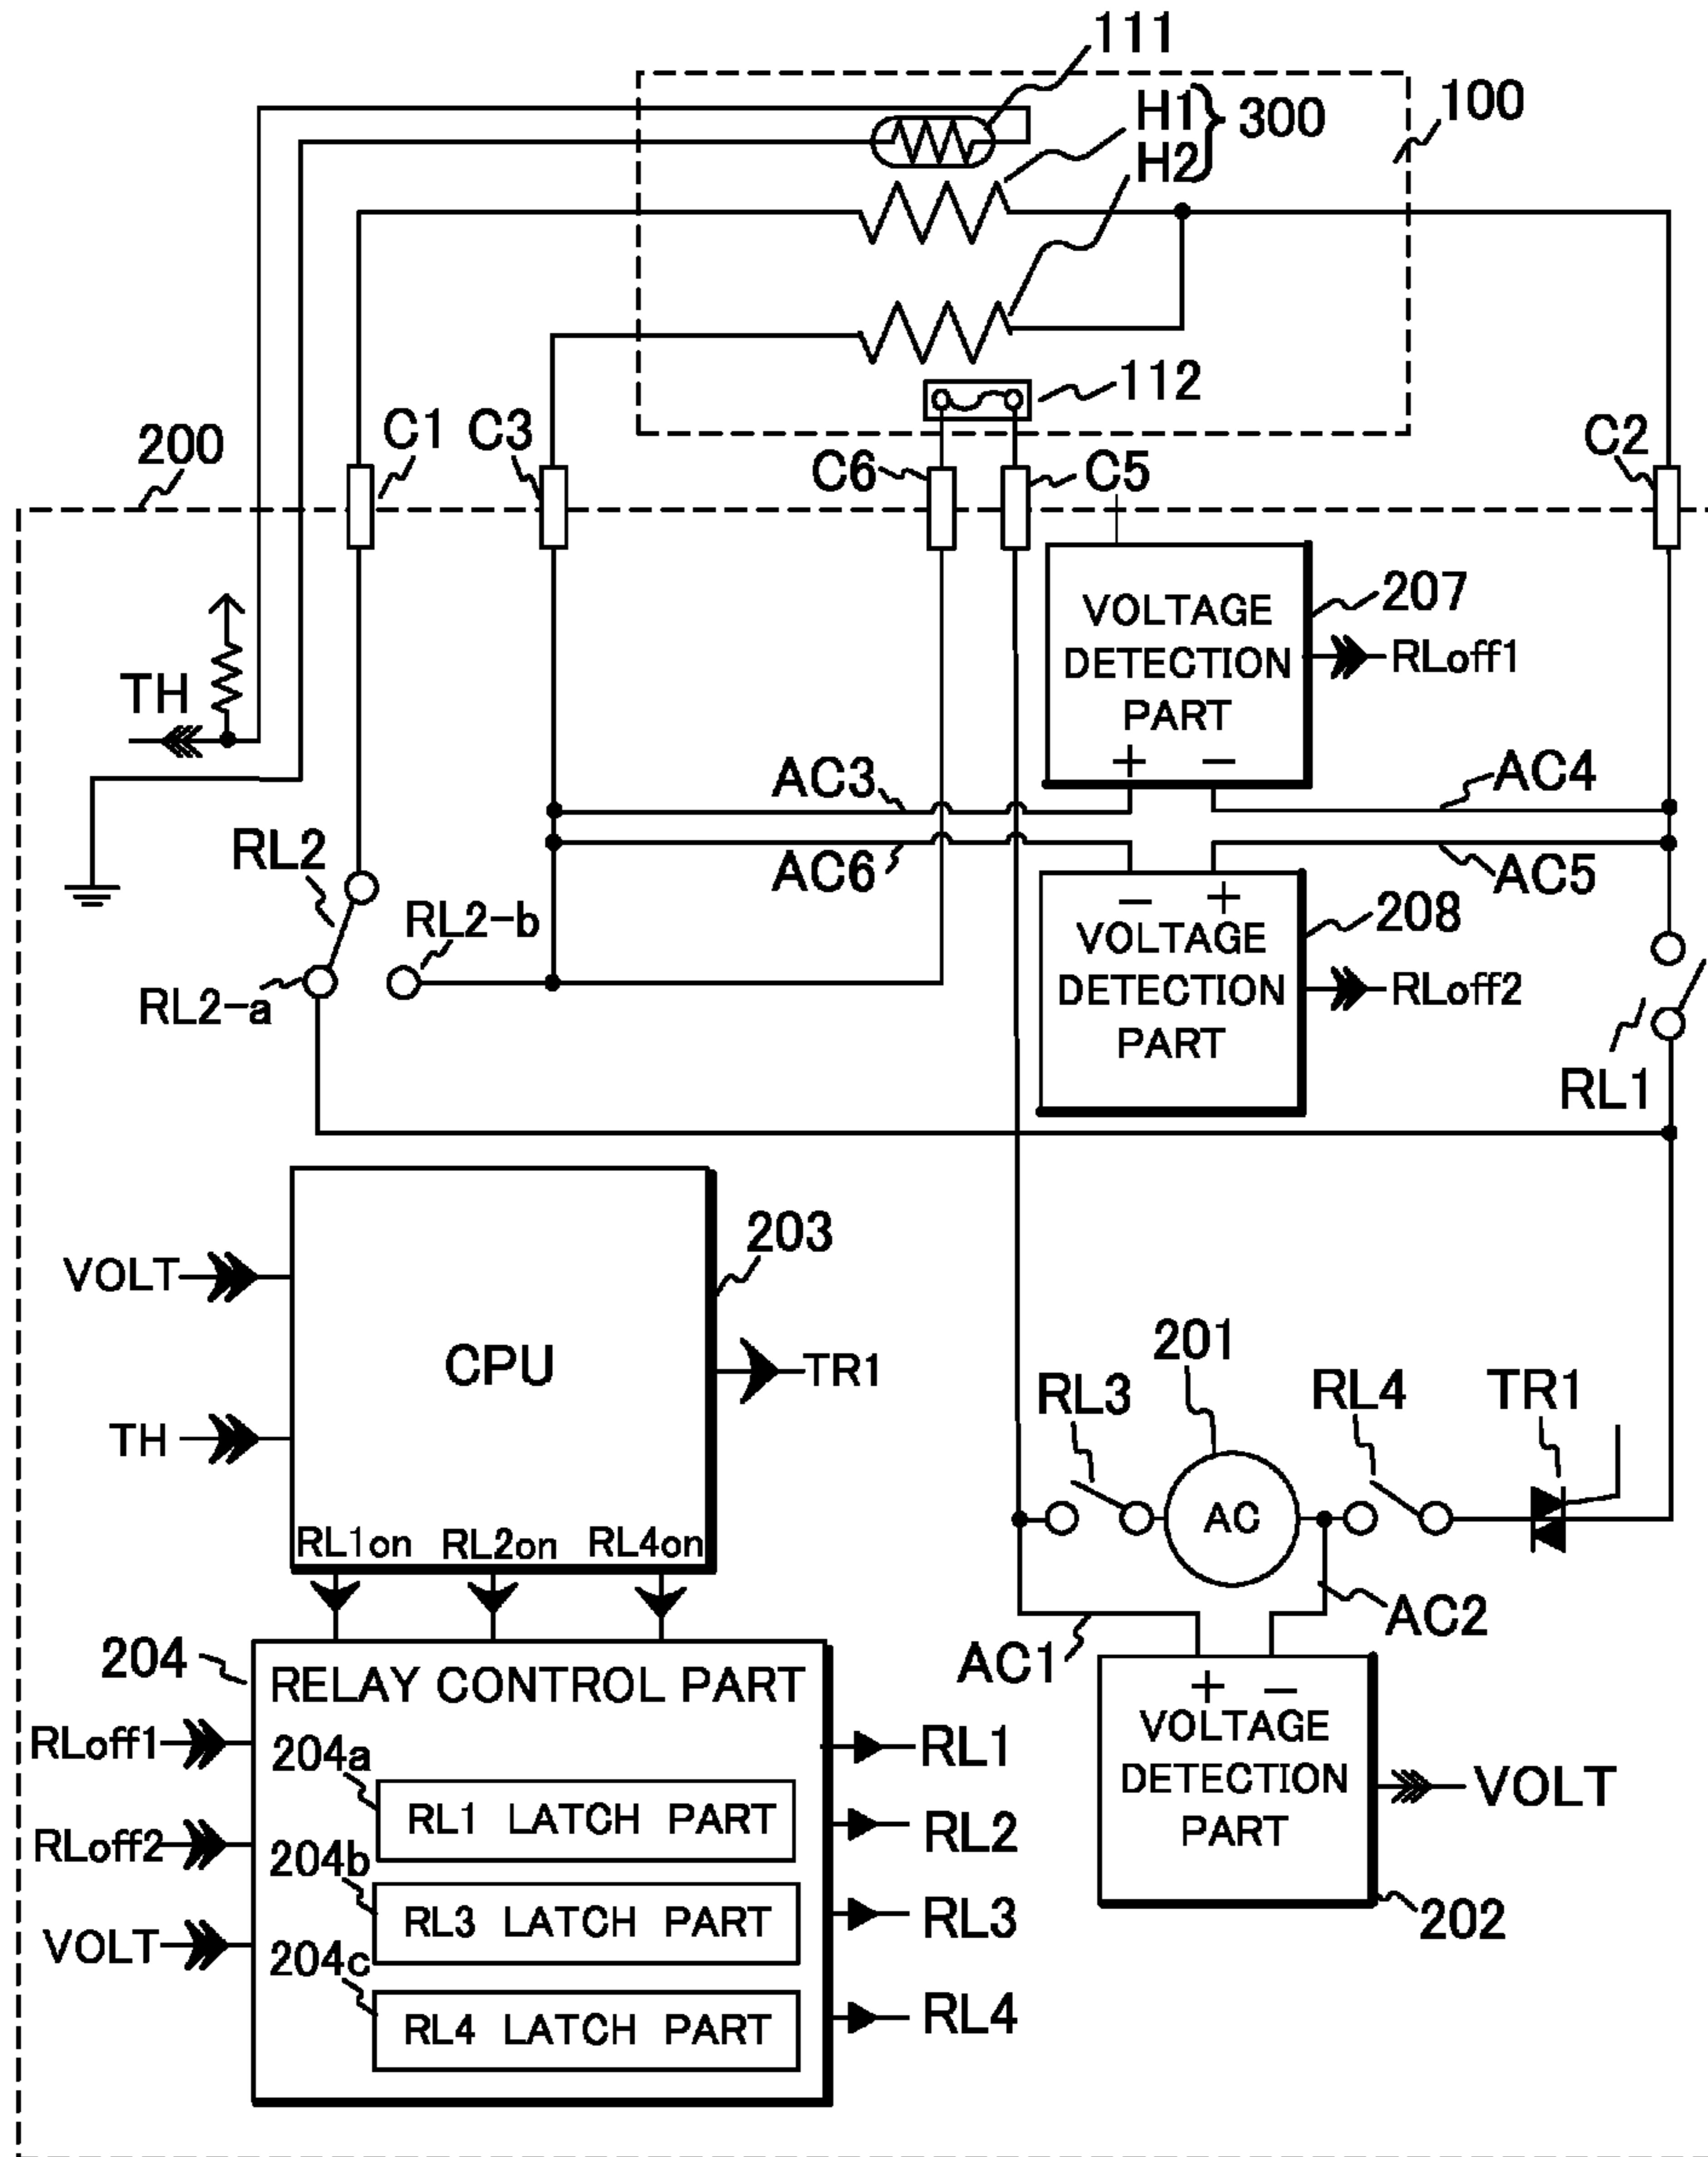 111
H1
H2
300
100
112
200
C1
C3
C6
C5
C2
VOLTAGE
DETECTION
PART
+ −
207
RLoff1
TH
AC3
AC4
AC6
AC5
RL2
RL2-a
RL2-b
− +
VOLTAGE
DETECTION
PART
208
RLoff2
RL1
203
VOLT
TH
CPU
TR1
RL1on RL2on RL4on
201
RL3
RL4
TR1
AC
AC1
AC2
+ −
VOLTAGE
DETECTION
PART
VOLT
202
204
RELAY CONTROL PART
RLoff1
RLoff2
VOLT
204a
RL1 LATCH PART
204b
RL3 LATCH PART
204c
RL4 LATCH PART
RL1
RL2
RL3
RL4